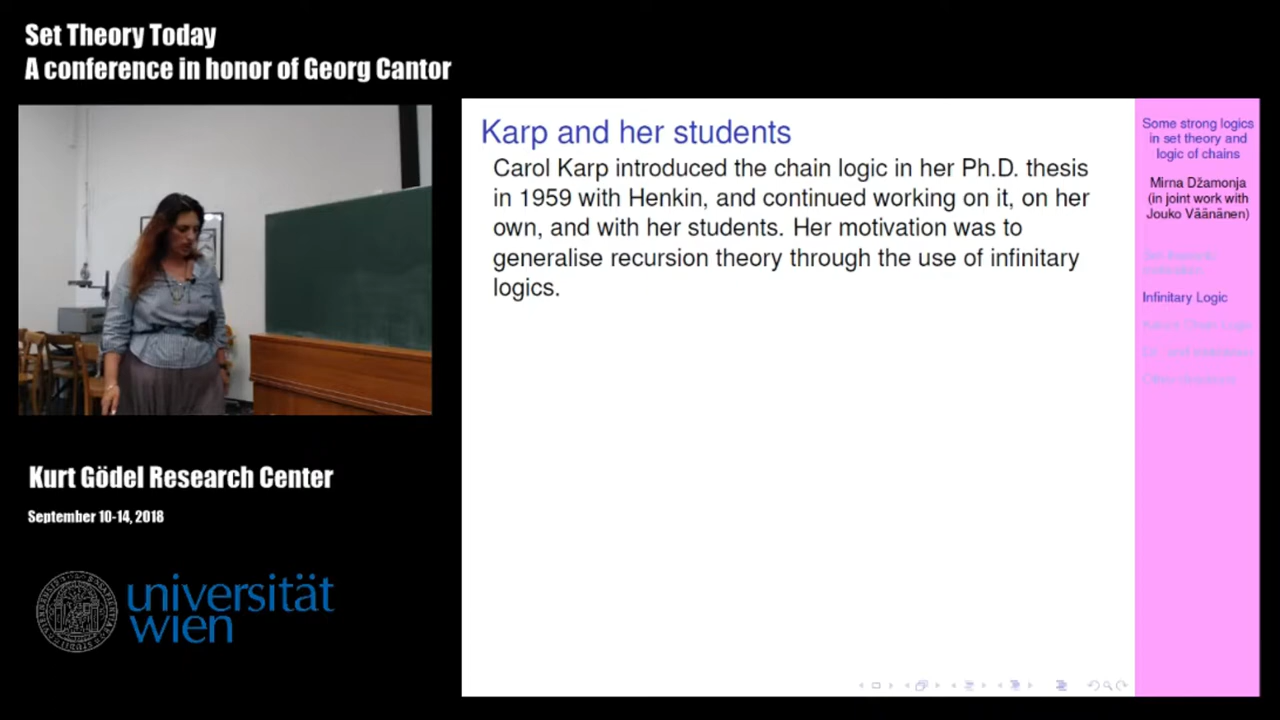 Set Theory Today
A conference in honor of Georg Cantor
Kurt Gödel Research Center
September 10-14, 2018
universität
wien
Karp and her students
Carol Karp introduced the chain logic in her Ph.D. thesis
in 1959 with Henkin, and continued working on it, on her
own, and with her students. Her motivation was to
generalise recursion theory through the use of infinitary
logics.
Some strong logics
in set theory and
logic of chains
Mirna Džamonja
(in joint work with
Jouko Väänänen)
Infinitary Logic